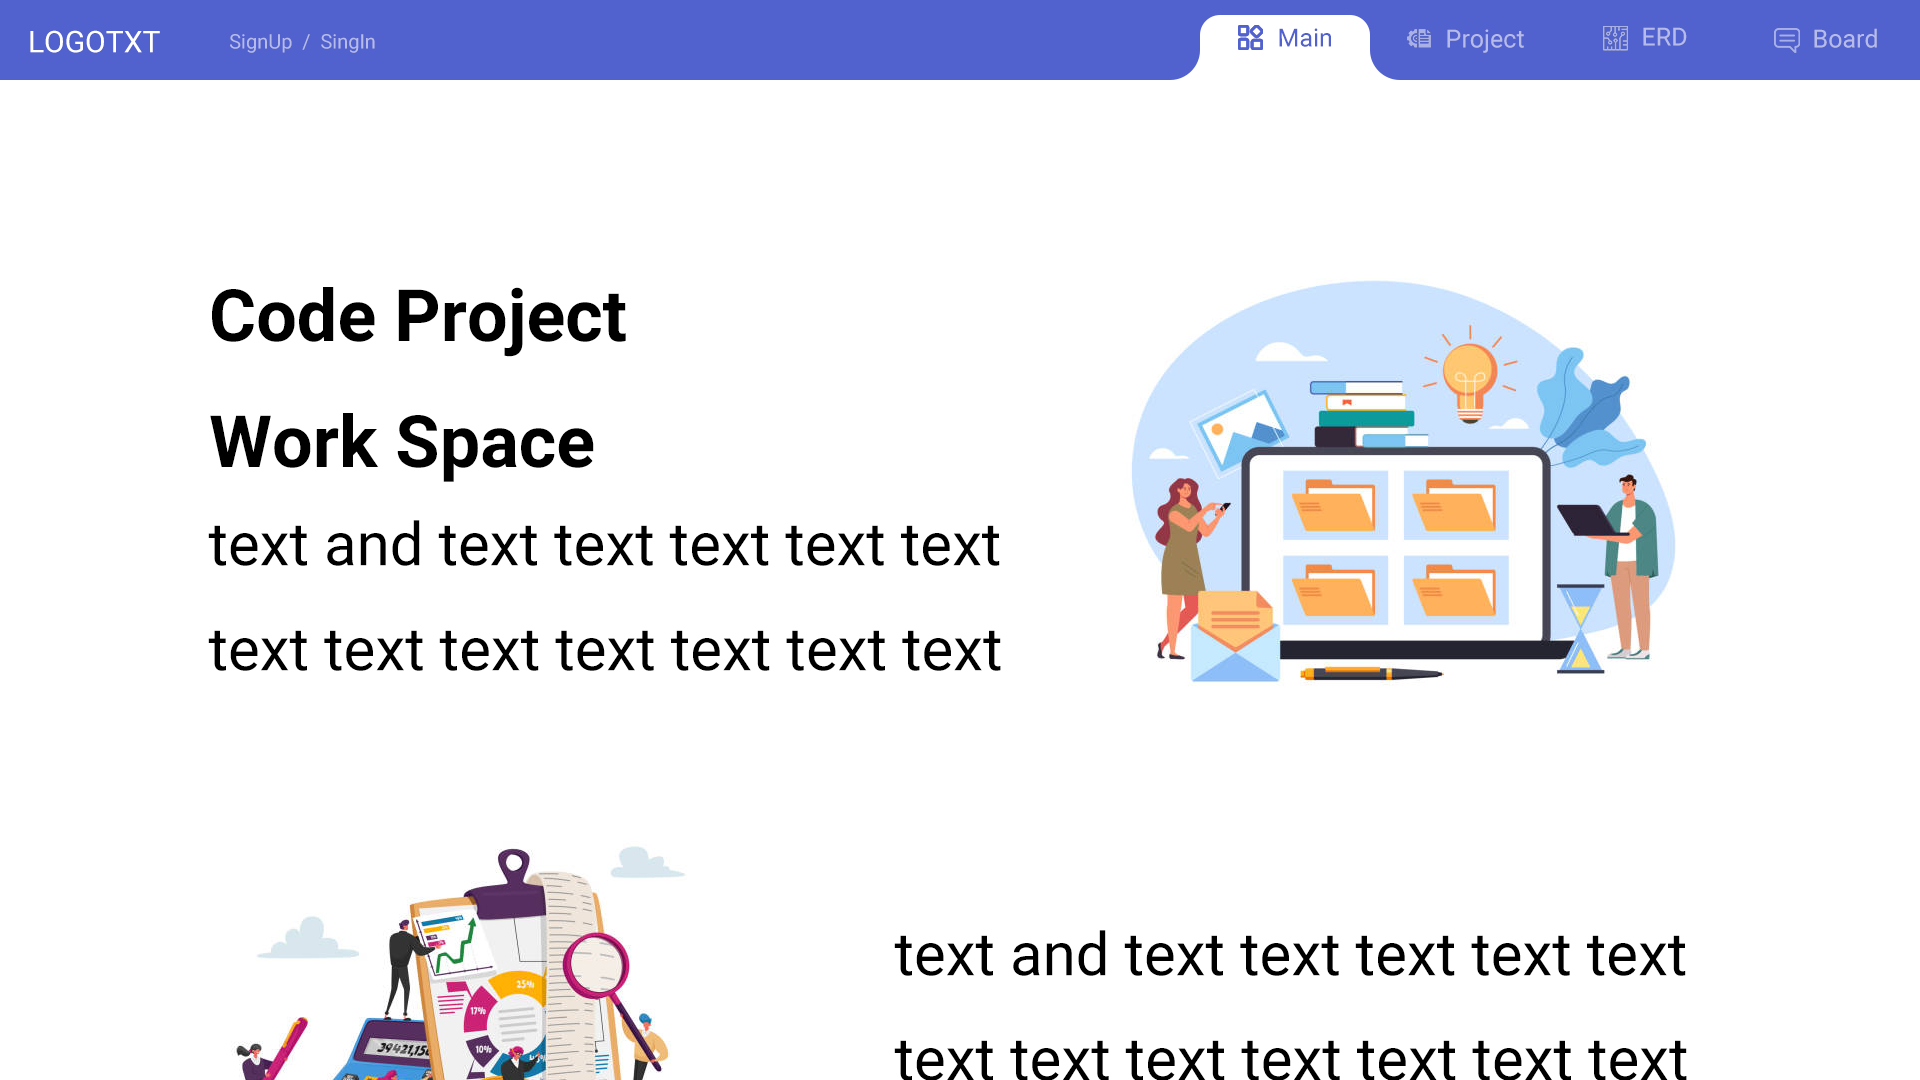 LOGOTXT
SignUp / SingIn
Main
Project
ERD
Board
Code Project
Work Space
text and text text text text text
text text text text text text text
25%
17%
10%
text and text text text text text
text text text text text text text